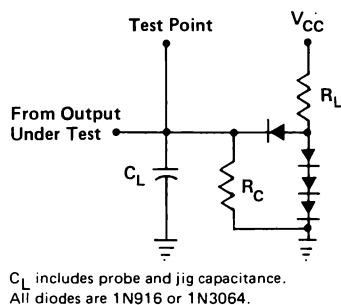 Test Point
VCC
RL
From Output
Under Test
CL
RC
CL includes probe and jig capacitance.
All diodes are 1N916 or 1N3064.